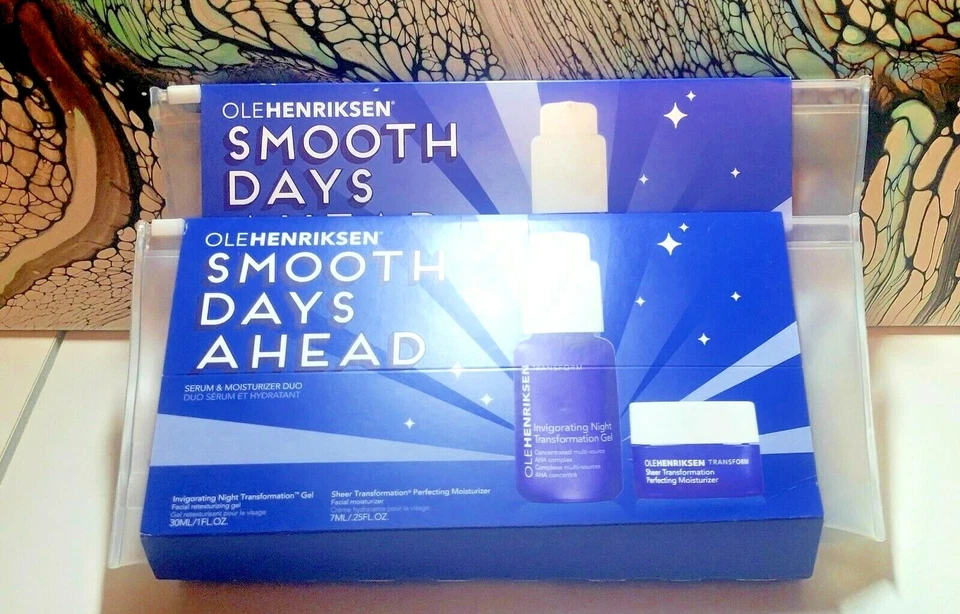 OLEHENRIKSEN®
SMOOTH
DAYS
AHEAD
OLEHENRIKSEN®
SMOOTH
DAYS
AHEAD
SERUM & MOISTURIZER DUO
DUO SÉRUM ET HYDRATANT
TRANSFORM
OLEHENRIKSEN
Invigorating Night
Transformation Gel
Concentrated multi-source
AHA complex
Complexe multi-sources
AHA concentré
OLEHENRIKSEN TRANSFORM
Sheer Transformation
Perfecting Moisturizer
Invigorating Night Transformation™ Gel
Facial retexturizing gel
Gel retexturisant pour le visage
30ML/1FL.OZ.
Sheer Transformation® Perfecting Moisturizer
Facial moisturizer
Crème hydratante pour le visage
7ML/.25FL.OZ.